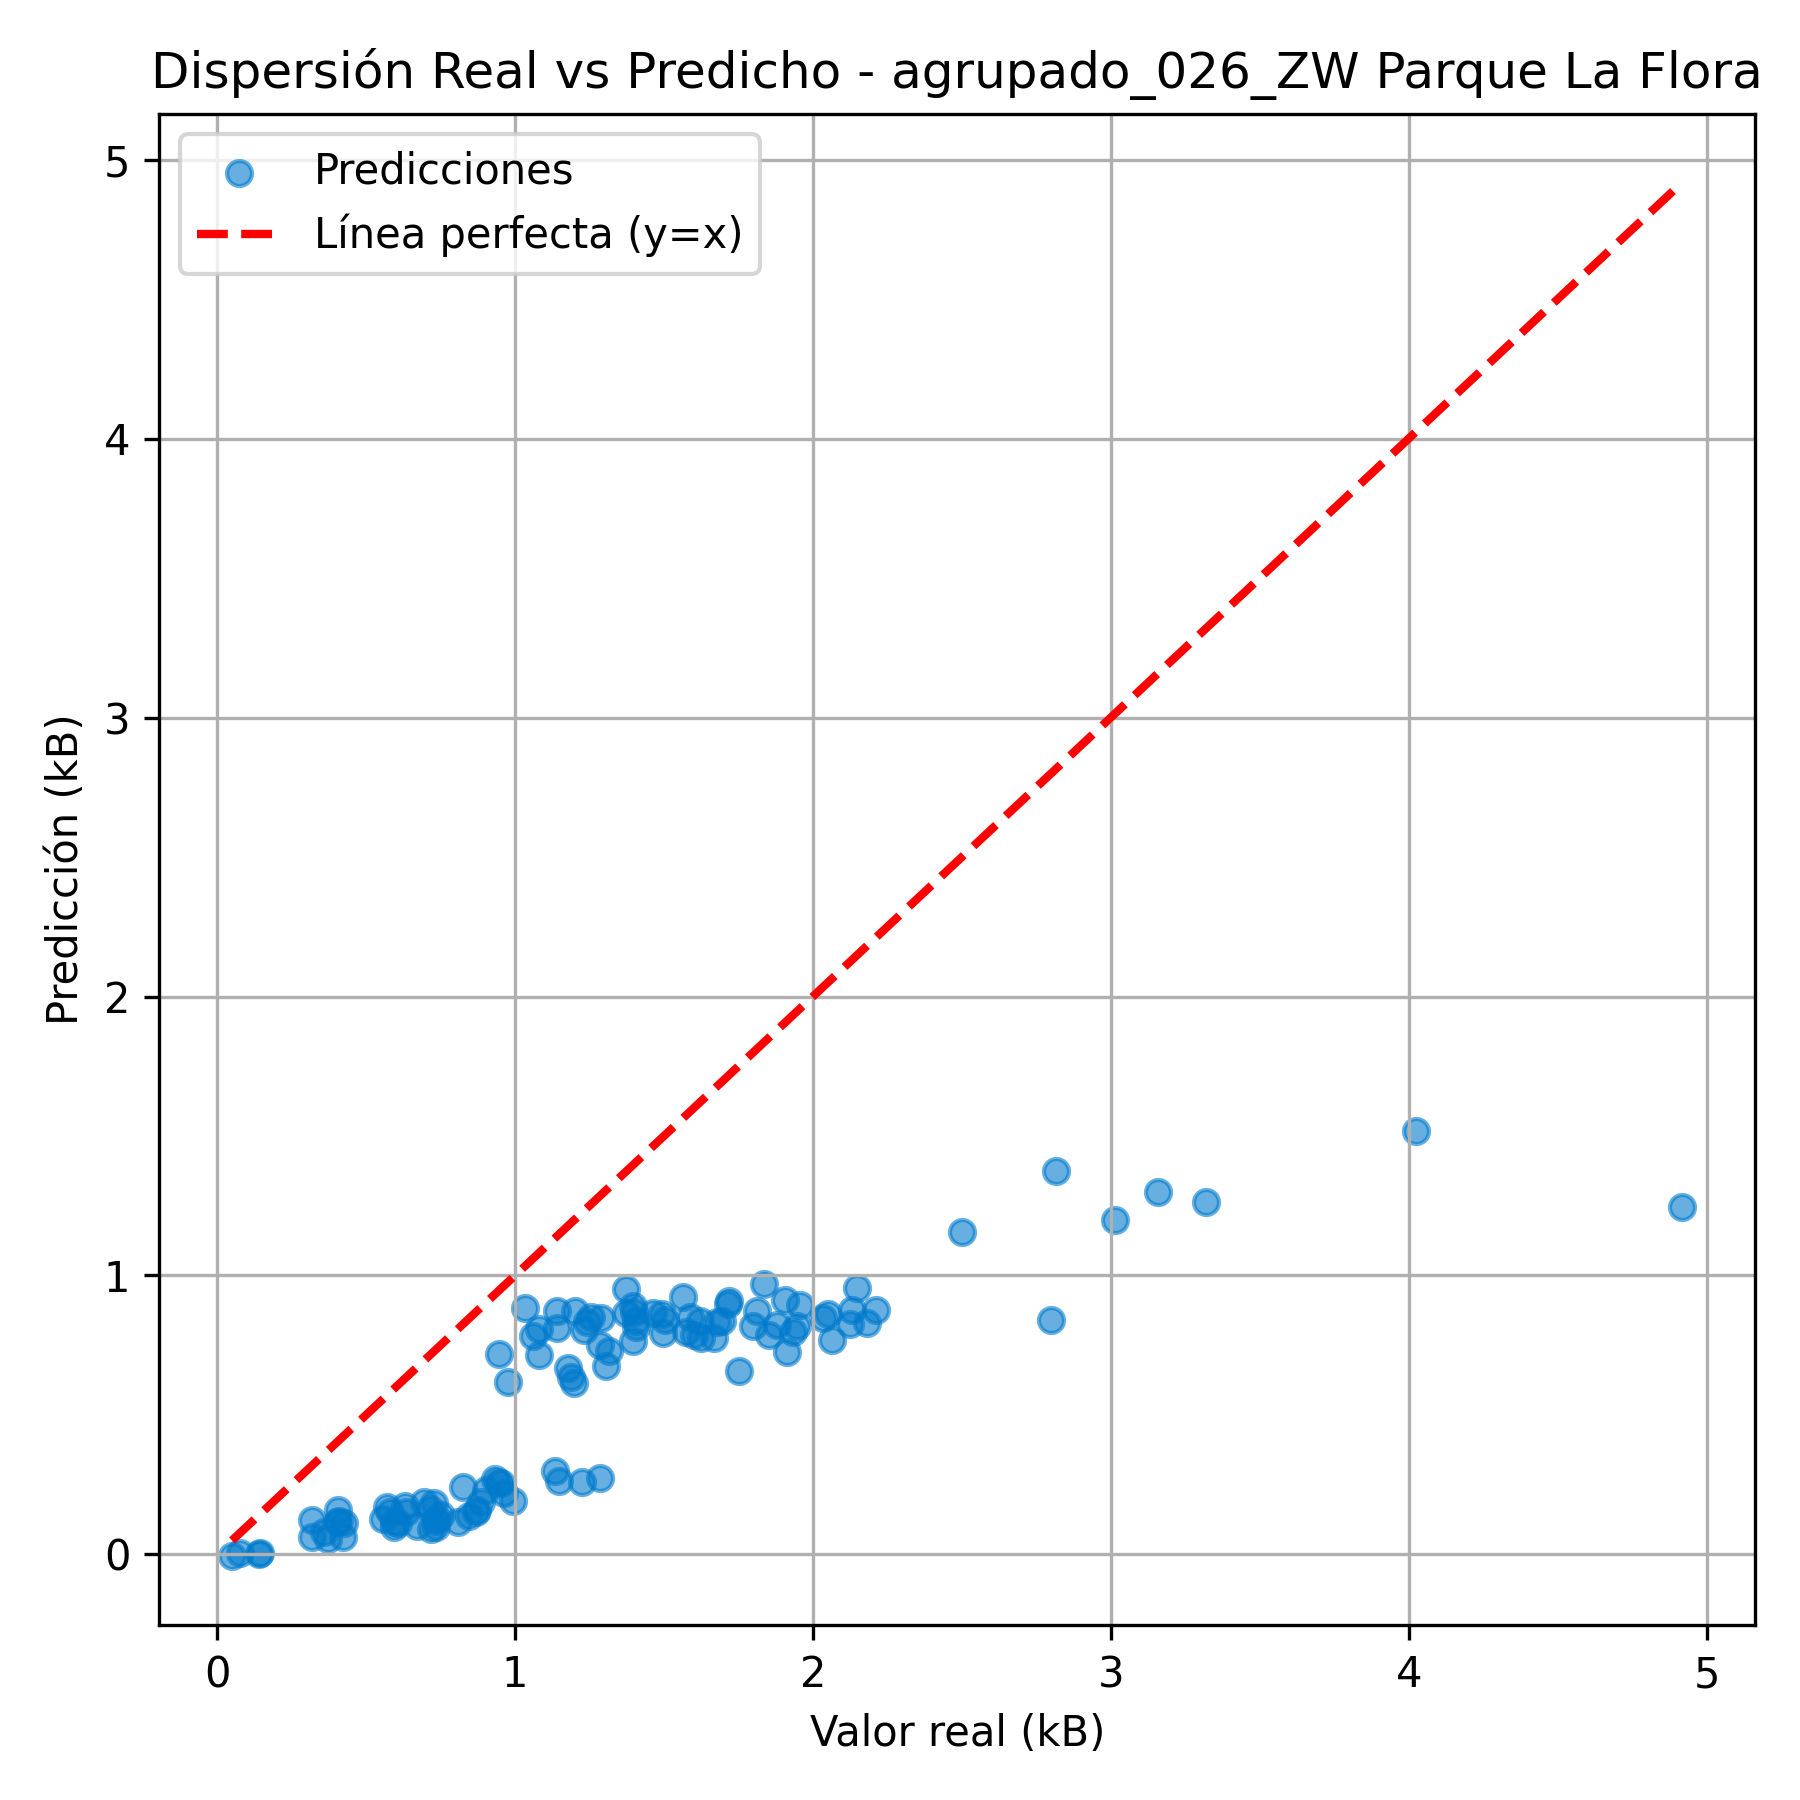 Dispersión Real vs Predicho - agrupado_026_ZW Parque La Flora
Predicciones
Línea perfecta (y=x)
5
4
3
2
1
0
Predicción (kB)
0 1 2 3 4 5
Valor real (kB)